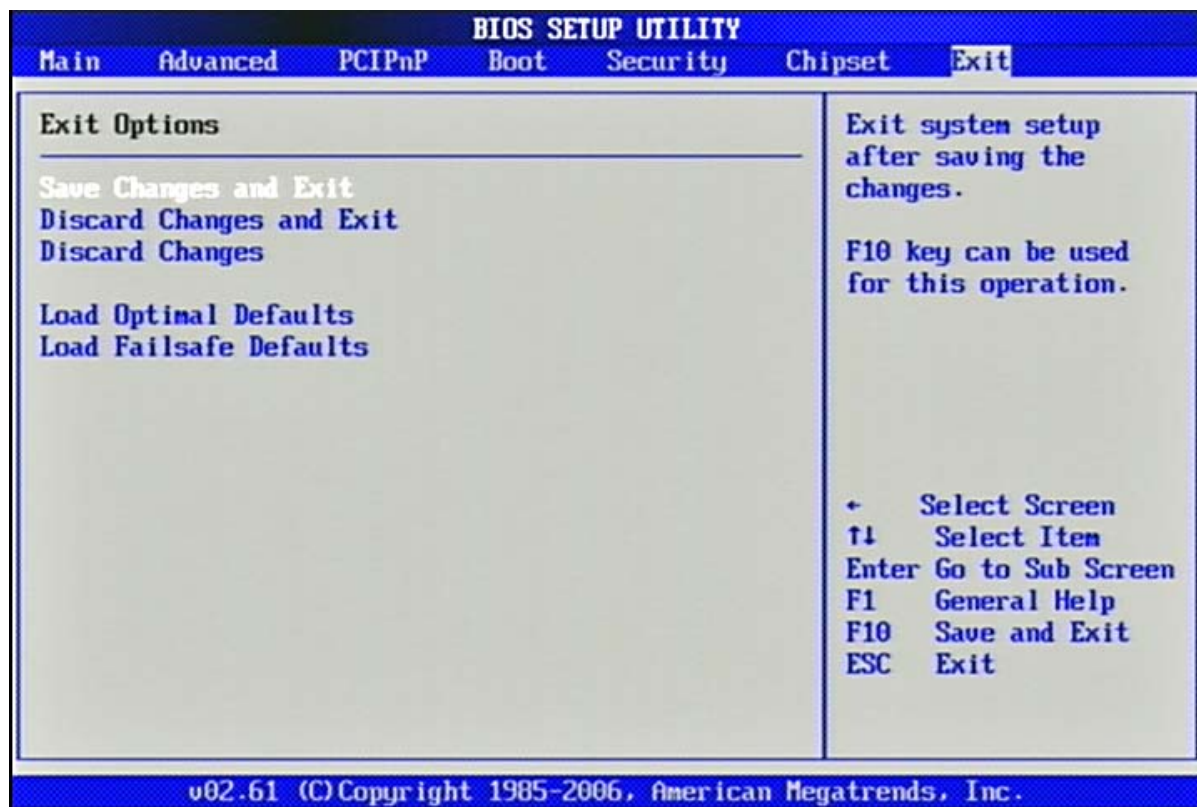 BIOS SETUP UTILITY
Main Advanced PCIPnP Boot Security Chipset Exit
Exit Options
Save Changes and Exit
Discard Changes and Exit
Discard Changes
Load Optimal Defaults
Load Failsafe Defaults
Exit system setup
after saving the
changes.
F10 key can be used
for this operation.
← Select Screen
↑↓ Select Item
Enter Go to Sub Screen
F1 General Help
F10 Save and Exit
ESC Exit
v02.61 (C)Copyright 1985-2006, American Megatrends, Inc.